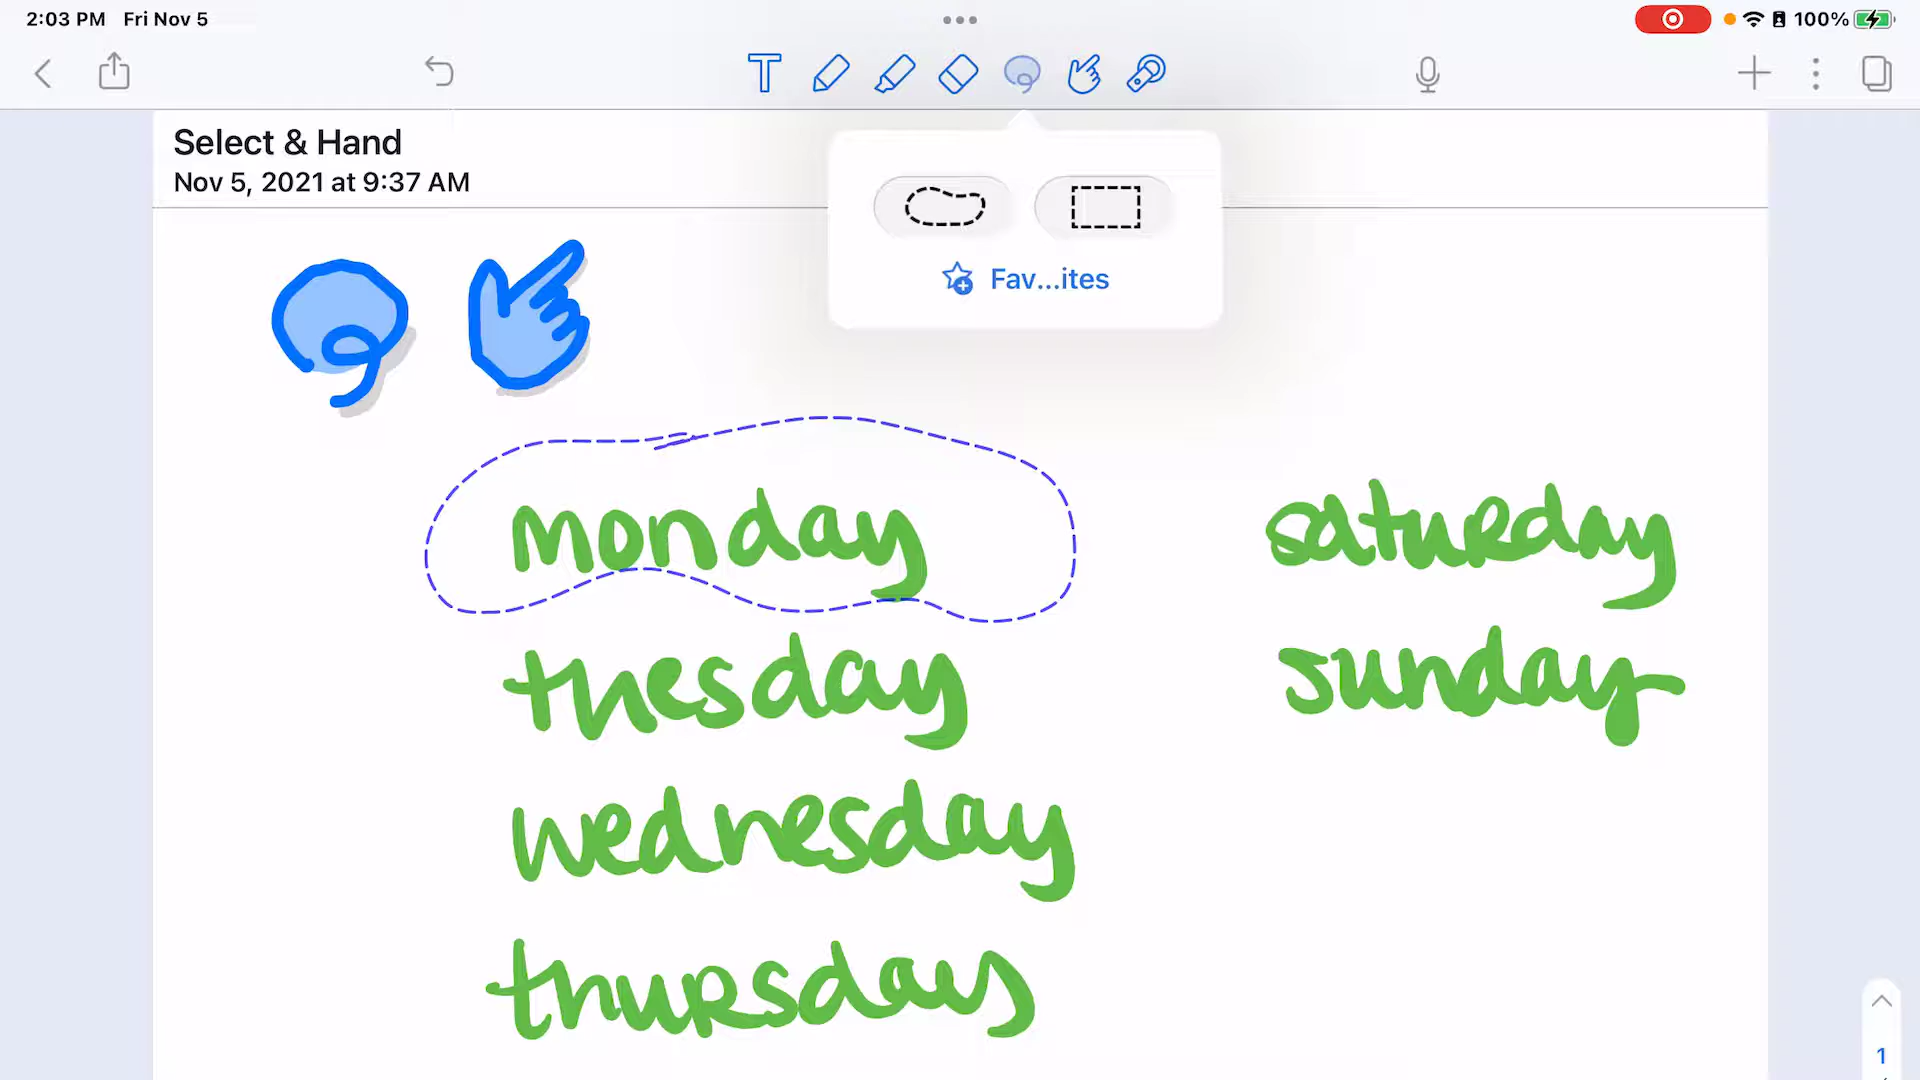 2:03 PM Fri Nov 5
100%
Select & Hand
Nov 5, 2021 at 9:37 AM
Fav...ites
monday
saturday
tuesday
sunday
wednesday
thursday
1